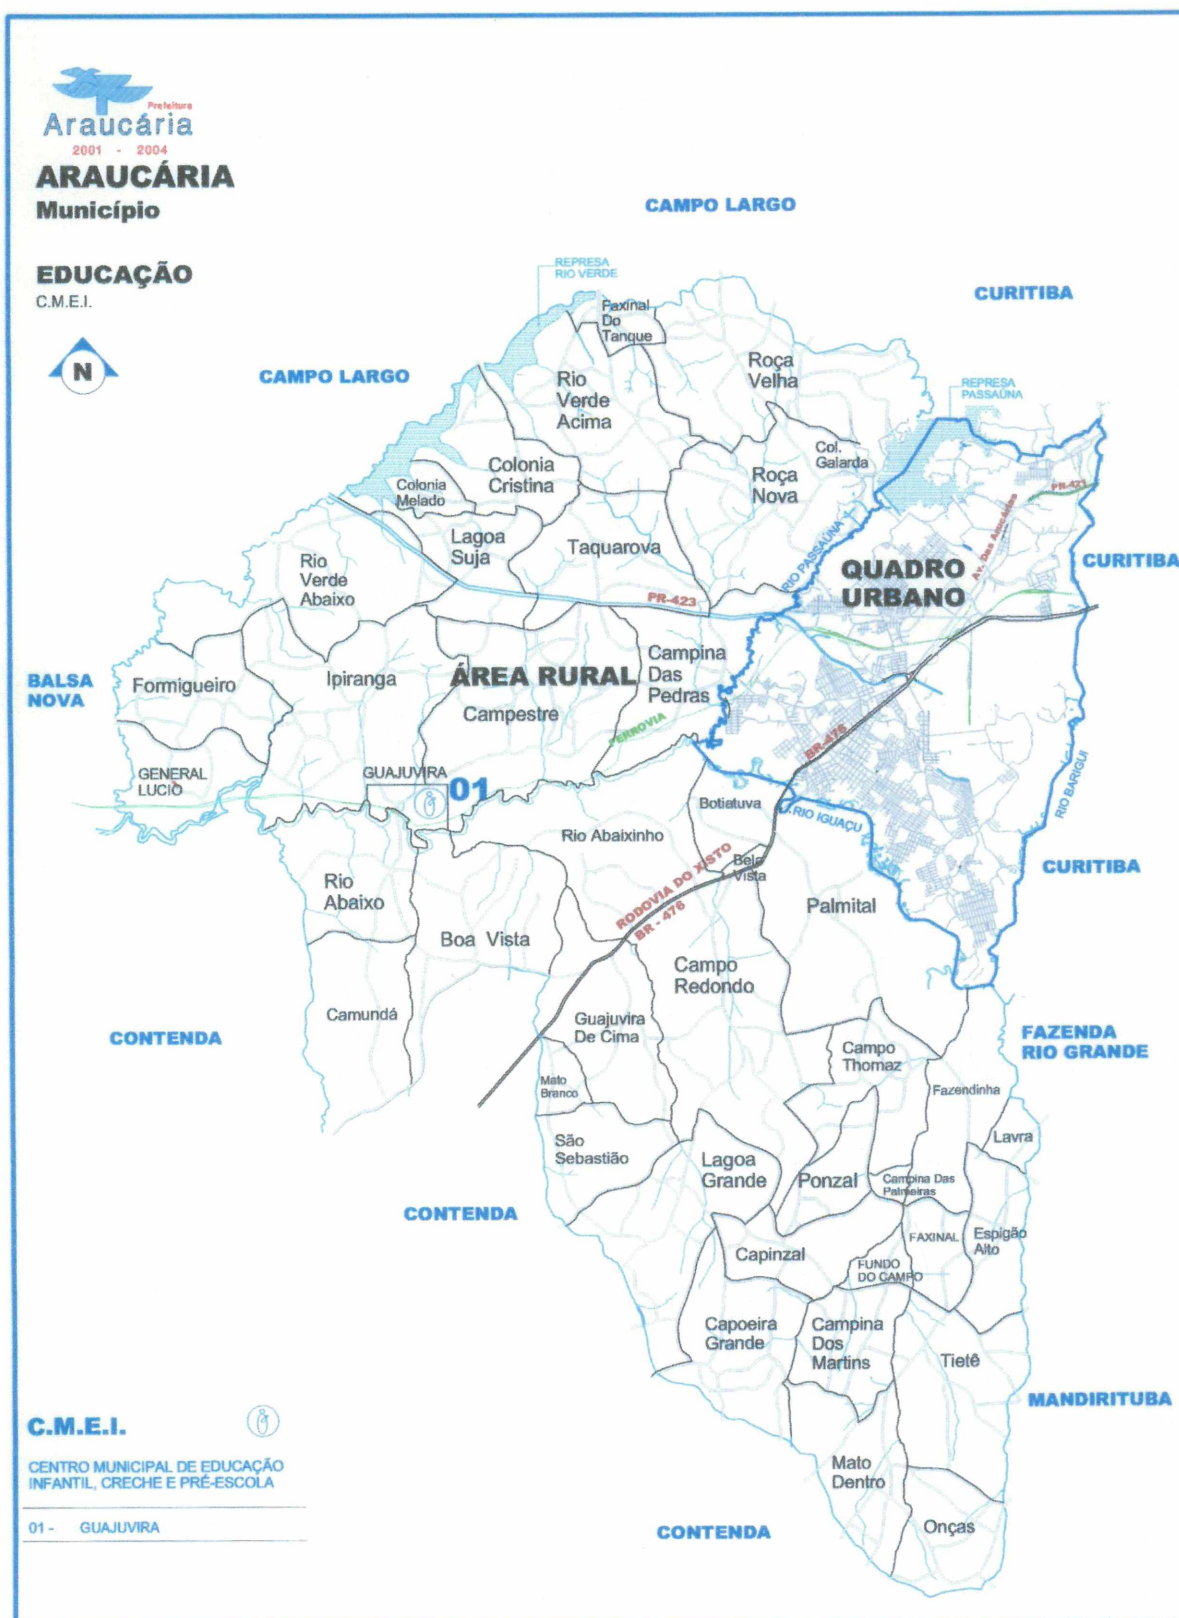 Prefeitura
Araucária
2001 - 2004
ARAUCÁRIA
Município
EDUCAÇÃO
C.M.E.I.
N
CAMPO LARGO
CURITIBA
REPRESA
RIO VERDE
Faxinal
Do
Tanque
CAMPO LARGO
Rio
Verde
Acima
Roça
Velha
REPRESA
PASSAÚNA
Col.
Galarda
Colonia
Cristina
Colonia
Melado
Roça
Nova
PR-421
Av. Das Araucárias
Lagoa
Suja
Taquarova
RIO PASSAÚNA
Rio
Verde
Abaixo
QUADRO
URBANO
CURITIBA
PR-423
BALSA
NOVA
Formigueiro
Ipiranga
ÁREA RURAL
Campestre
Campina
Das
Pedras
FERROVIA
BR-476
GENERAL
LUCIO
GUAJUVIRA
01
Botiatuva
RIO IGUAÇU
RIO BARIGUI
Rio Abaixinho
Bela
Vista
CURITIBA
Rio
Abaixo
RODOVIA DO XISTO
BR - 476
Palmital
Boa Vista
Campo
Redondo
Camundá
CONTENDA
Guajuvira
De Cima
FAZENDA
RIO GRANDE
Campo
Thomaz
Mato
Branco
Fazendinha
São
Sebastião
Lavra
Lagoa
Grande
Ponzal
Campina Das
Palmeiras
CONTENDA
Capinzal
FAXINAL
Espigão
Alto
FUNDO
DO CAMPO
Capoeira
Grande
Campina
Dos
Martins
Tietê
MANDIRITUBA
Mato
Dentro
Onças
CONTENDA
C.M.E.I.
CENTRO MUNICIPAL DE EDUCAÇÃO
INFANTIL, CRECHE E PRÉ-ESCOLA
01 - GUAJUVIRA